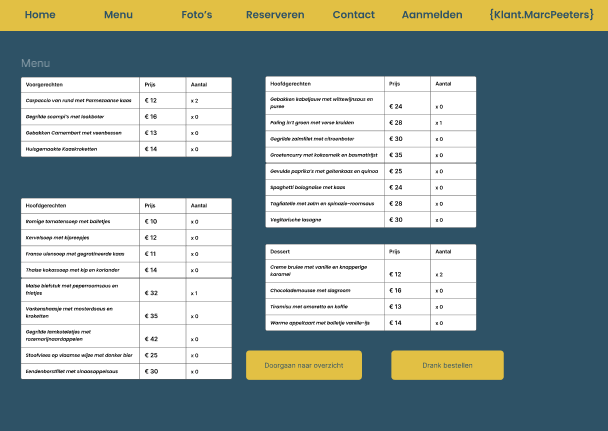 Home Menu Foto's Reserveren Contact Aanmelden {Klant.MarcPeeters}
Menu
Voorgerechten Prijs Aantal
Carpaccio van rund met Parmezaanse kaas € 12 x 2
Gegrilde scampi's met lookboter € 16 x 0
Gebakken Camembert met veenbessen € 13 x 0
Huisgemaakte Kaaskroketten € 14 x 0
Hoofdgerechten Prijs Aantal
Romige tomatensoep met balletjes € 10 x 0
Kervelsoep met kipreepjes € 12 x 0
Franse uiensoep met gegratineerde kaas € 11 x 0
Thaise kokossoep met kip en koriander € 14 x 0
Malse biefstuk met peperroomsaus en
frietjes € 32 x 1
Varkenshaasje met mosterdsaus en
kroketten € 35 x 0
Gegrilde lamkoteletjes met
rozemarijnaardappelen € 42 x 0
Stoofvlees op vlaamse wijze met donker bier € 25 x 0
Eendenborstfilet met sinaasappelsaus € 30 x 0
Hoofdgerechten Prijs Aantal
Gebakken kabeljauw met wittewijnsaus en
puree € 24 x 0
Paling in't groen met verse kruiden € 28 x 1
Gegrilde zalmfilet met citroenboter € 30 x 0
Groetencurry met kokosmelk en basmatirijst € 35 x 0
Gevulde paprika's met geitenkaas en quinoa € 25 x 0
Spaghetti bolognaise met kaas € 24 x 0
Tagliatelle met zalm en spinazie-roomsaus € 28 x 0
Vegitarische lasagne € 30 x 0
Dessert Prijs Aantal
Creme brulee met vanille en knapperige
karamel € 12 x 2
Chocolademousse met slagroom € 16 x 0
Tiramisu met amaretto en koffie € 13 x 0
Warme appeltaart met bolletje vanille-ijs € 14 x 0
Doorgaan naar overzicht Drank bestellen